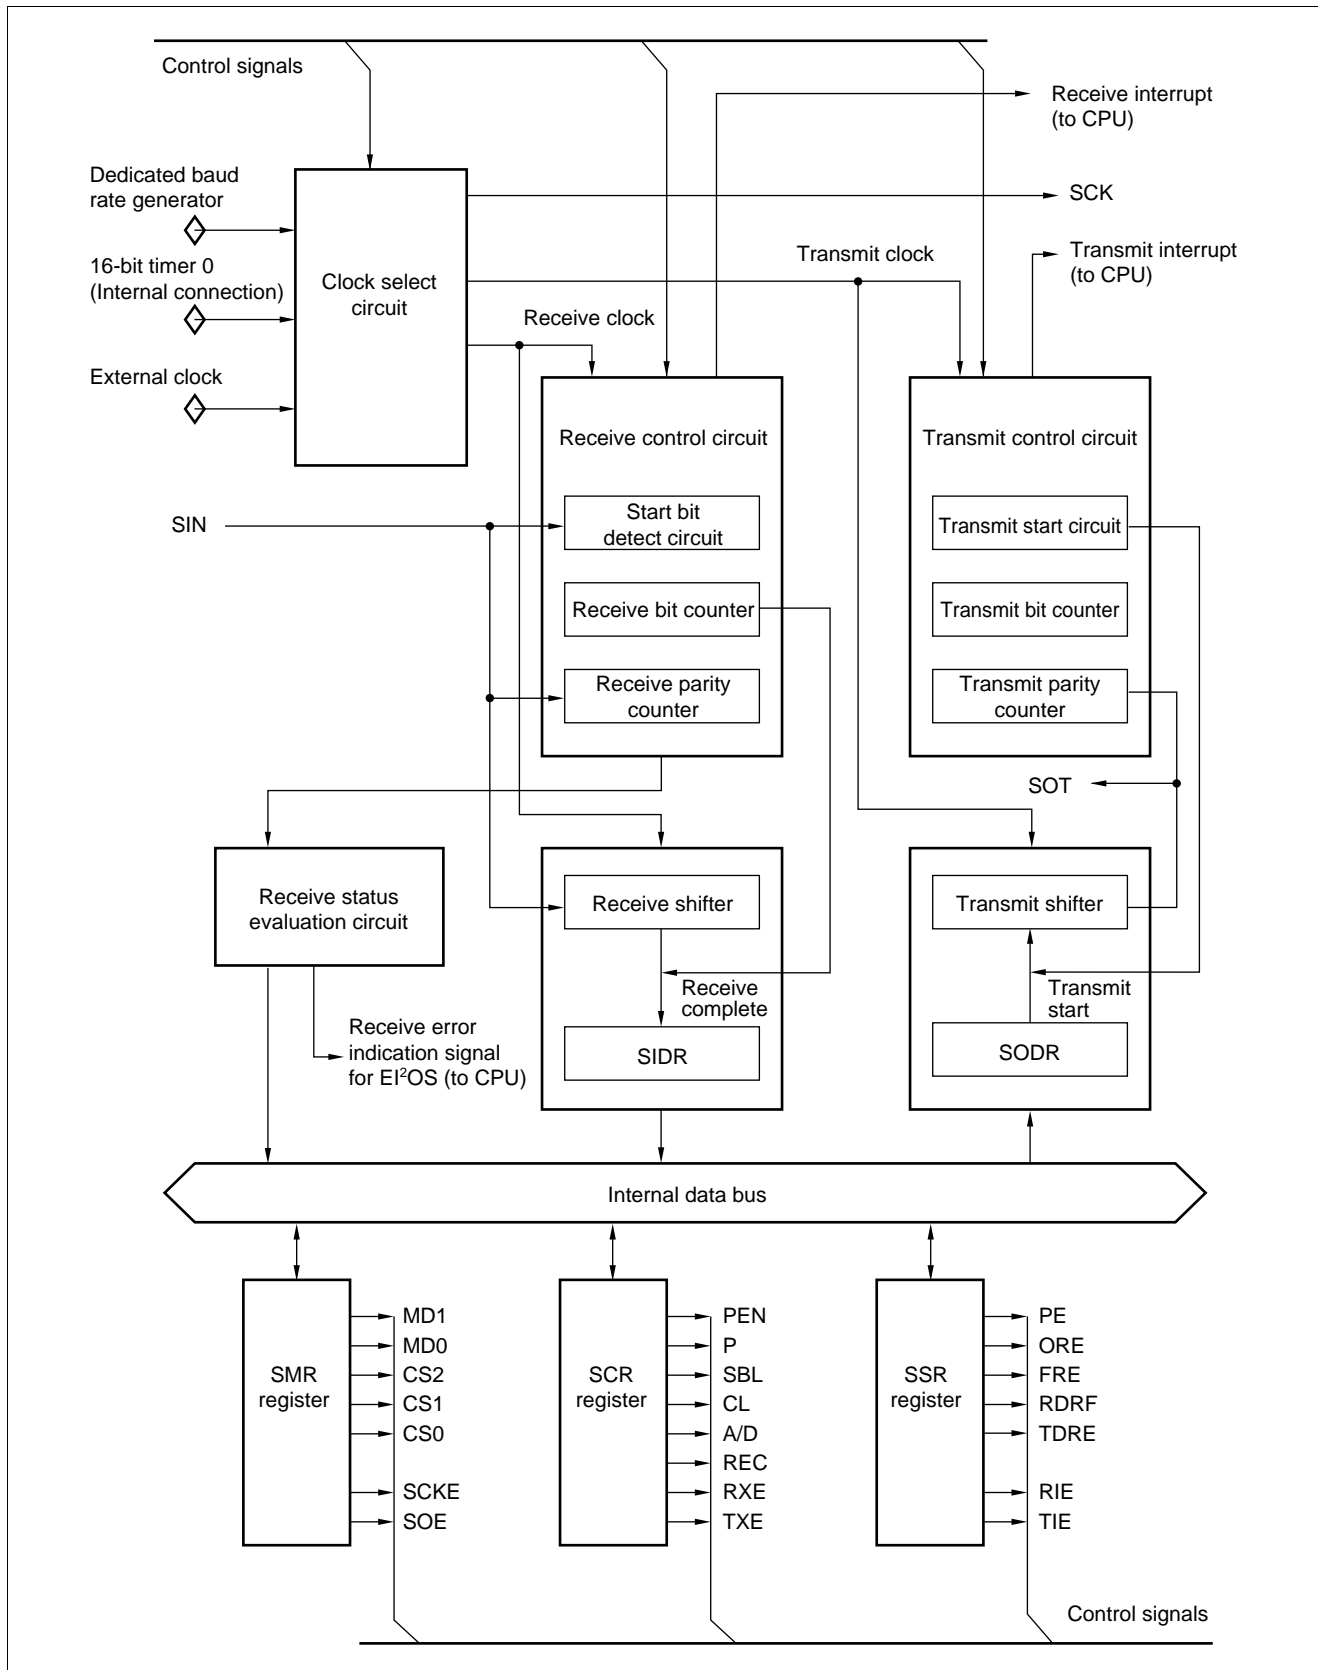 Control signals
Receive interrupt
(to CPU)
Dedicated baud
rate generator
SCK
Transmit clock
Transmit interrupt
(to CPU)
16-bit timer 0
(Internal connection)
Clock select
circuit
Receive clock
External clock
Receive control circuit
Transmit control circuit
SIN
Start bit
detect circuit
Transmit start circuit
Receive bit counter
Transmit bit counter
Receive parity
counter
Transmit parity
counter
SOT
Receive status
evaluation circuit
Receive shifter
Transmit shifter
Receive
complete
Transmit
start
Receive error
indication signal
for EI²OS (to CPU)
SIDR
SODR
Internal data bus
SMR
register
MD1
MD0
CS2
CS1
CS0
SCKE
SOE
SCR
register
PEN
P
SBL
CL
A/D
REC
RXE
TXE
SSR
register
PE
ORE
FRE
RDRF
TDRE
RIE
TIE
Control signals